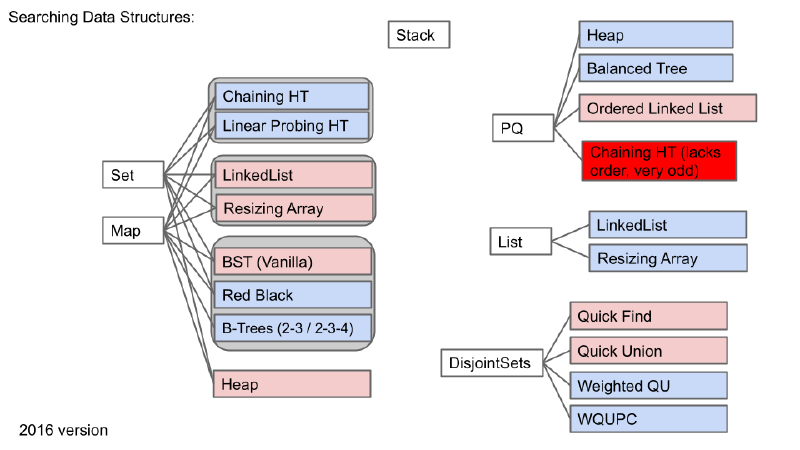 Searching Data Structures:
Stack
Set
Map
Chaining HT
Linear Probing HT
LinkedList
Resizing Array
BST (Vanilla)
Red Black
B-Trees (2-3 / 2-3-4)
Heap
PQ
Heap
Balanced Tree
Ordered Linked List
Chaining HT (lacks
order, very odd)
List
LinkedList
Resizing Array
DisjointSets
Quick Find
Quick Union
Weighted QU
WQUPC
2016 version